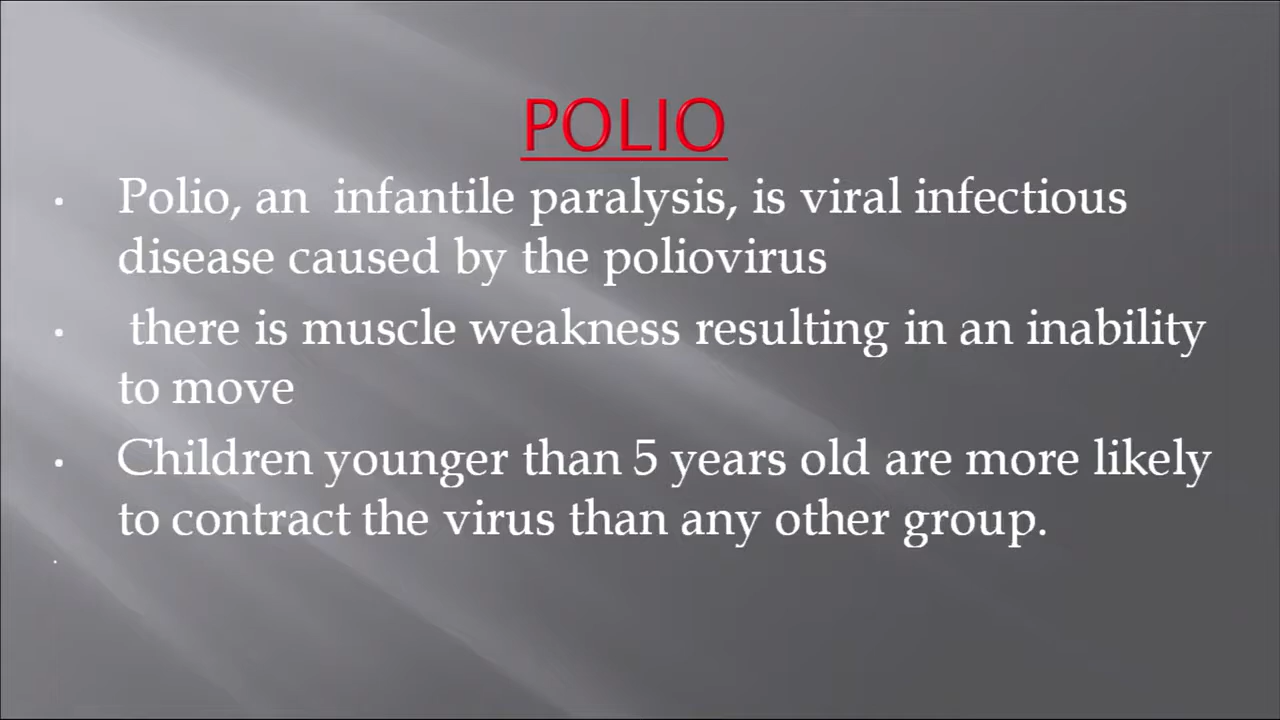 POLIO
• Polio, an infantile paralysis, is viral infectious
disease caused by the poliovirus
• there is muscle weakness resulting in an inability
to move
• Children younger than 5 years old are more likely
to contract the virus than any other group.
•